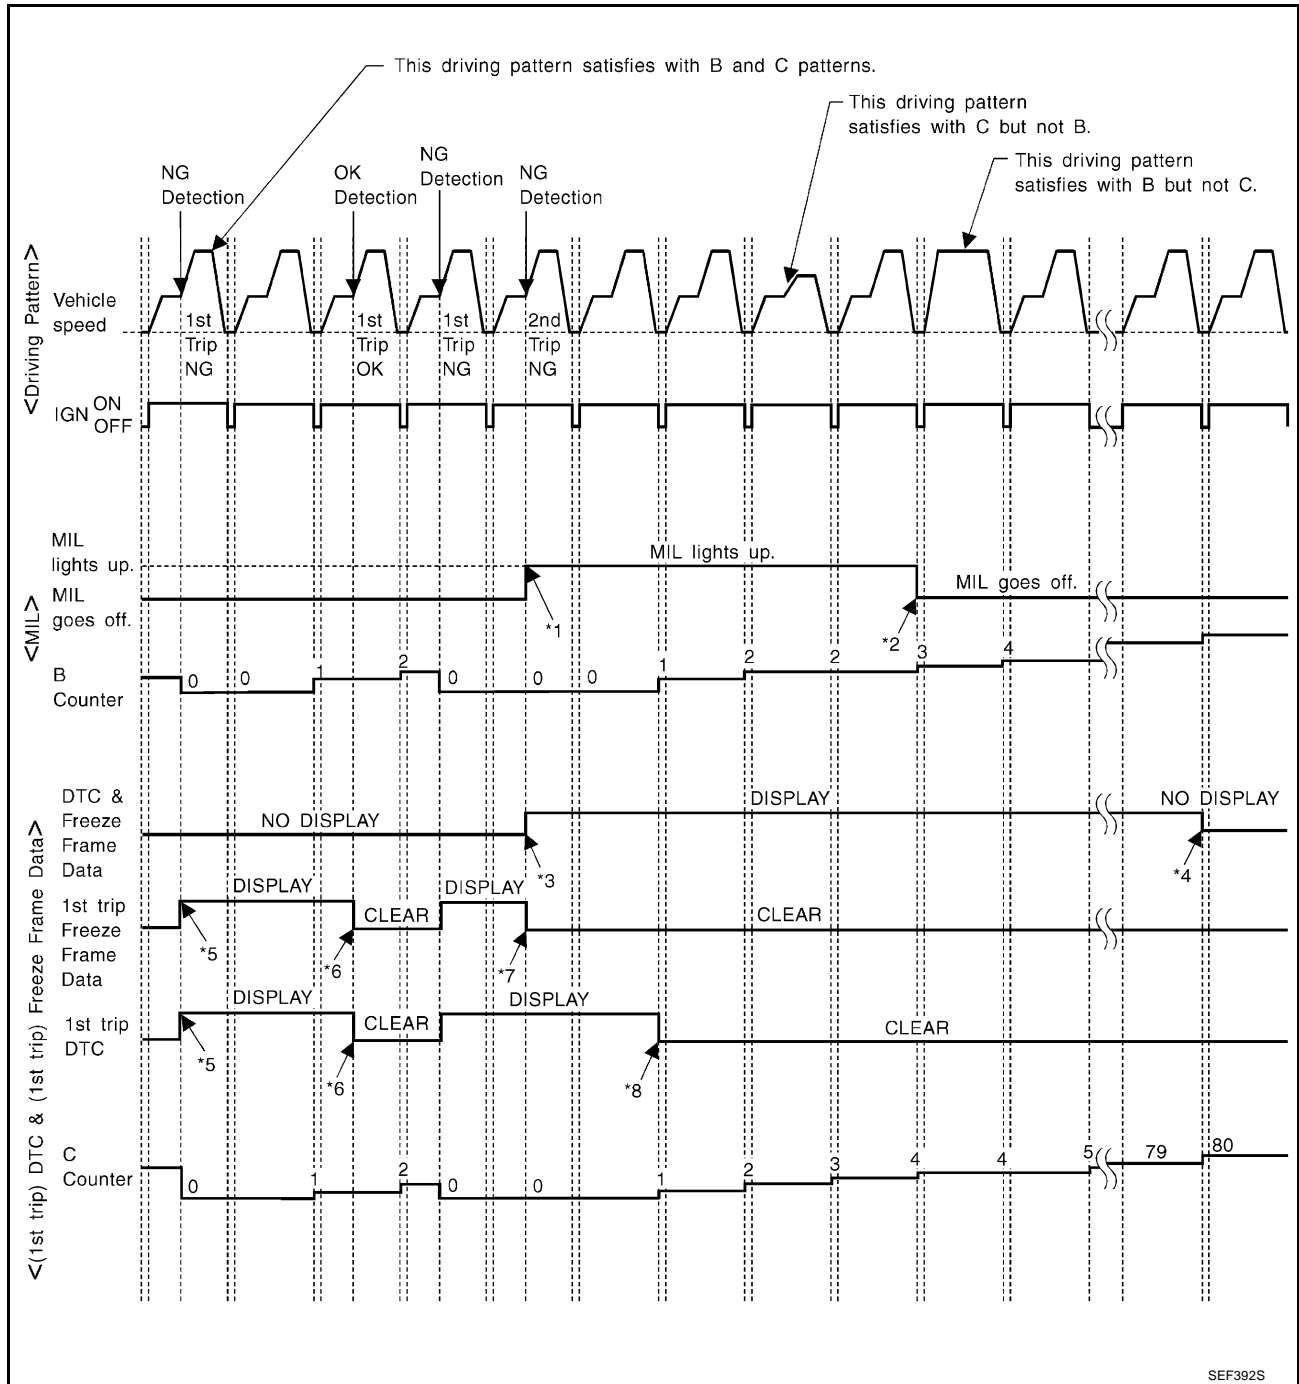 This driving pattern satisfies with B and C patterns.
This driving pattern
satisfies with C but not B.
This driving pattern
satisfies with B but not C.
NG
Detection
OK
Detection
NG
Detection
NG
Detection
<Driving Pattern>
Vehicle
speed
1st
Trip
NG
1st
Trip
OK
1st
Trip
NG
2nd
Trip
NG
IGN ON
OFF
<MIL>
MIL
lights up.
MIL
goes off.
MIL lights up.
MIL goes off.
*1
*2
B
Counter
0 0 1 2 0 0 0 1 2 2 3 4
<(1st trip) DTC & (1st trip) Freeze Frame Data>
DTC &
Freeze
Frame
Data
NO DISPLAY
DISPLAY
NO DISPLAY
*3
*4
1st trip
Freeze
Frame
Data
DISPLAY
CLEAR
DISPLAY
CLEAR
*5
*6
*7
1st trip
DTC
DISPLAY
CLEAR
DISPLAY
CLEAR
*5
*6
*8
C
Counter
0 1 2 0 0 1 2 3 4 4 5 79 80
SEF392S